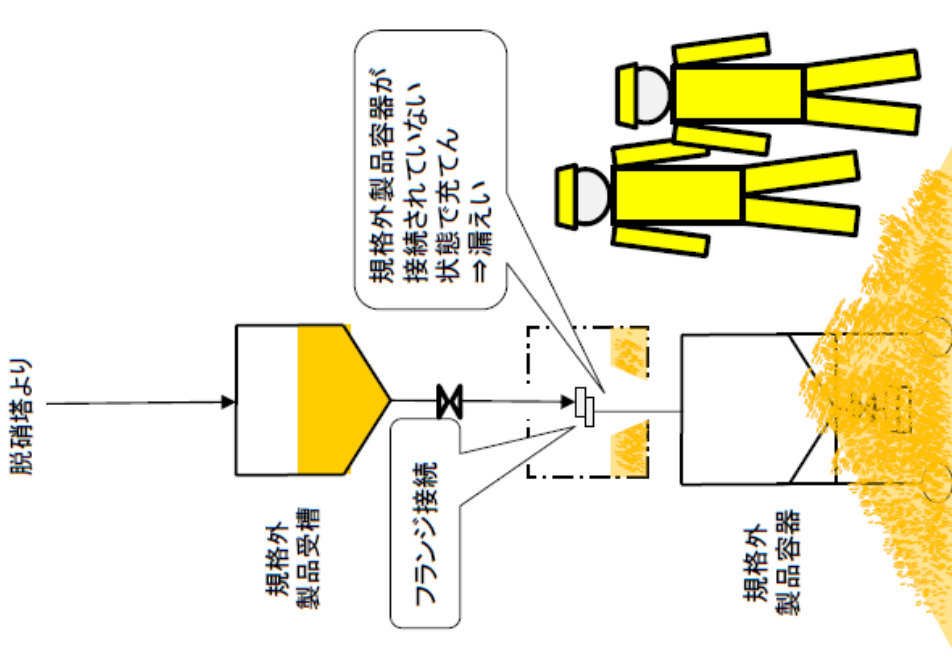 脱硝塔より
規格外製品容器が
接続されていない
状態で充てん
⇒漏えい
規格外
製品受槽
フランジ接続
規格外
製品容器